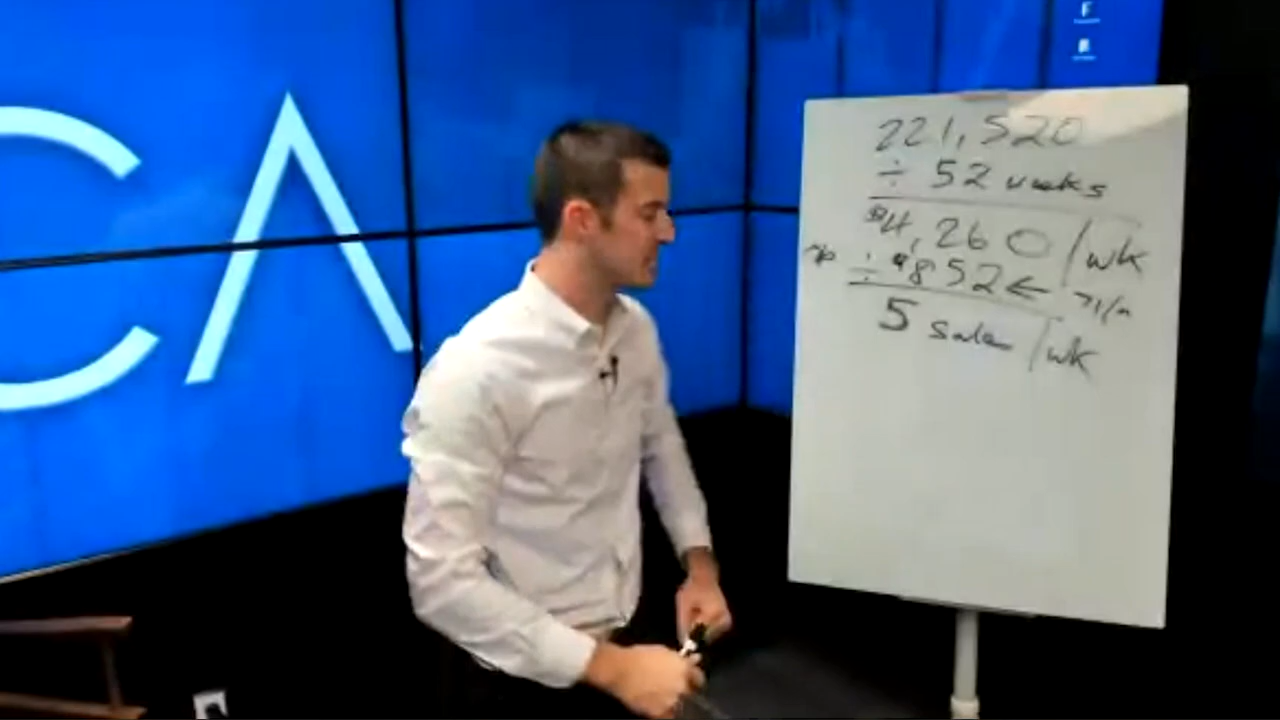 CA
221,520
÷ 52 weeks
$4,260/wk
÷ $852 ←
5 sales /wk